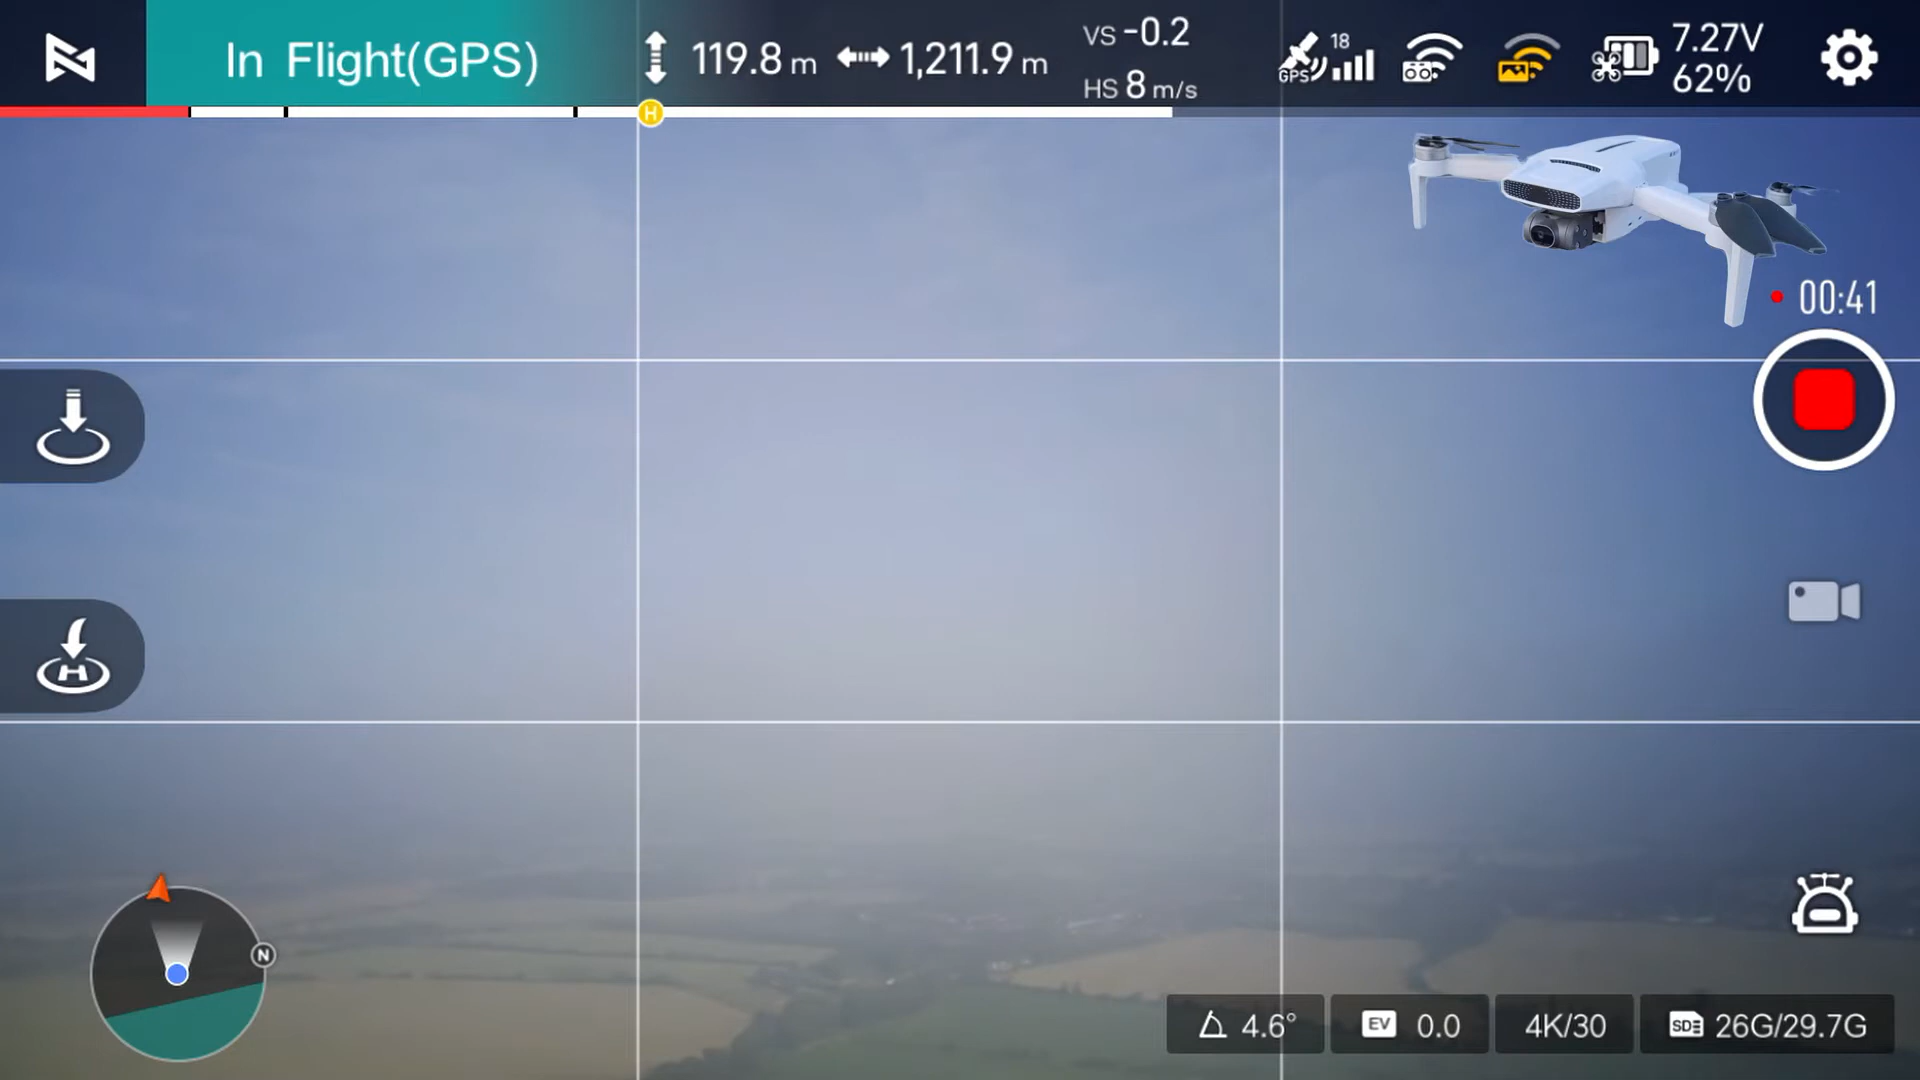 In Flight(GPS)
119.8 m
1,211.9 m
VS -0.2
HS 8 m/s
GPS
18
7.27V
62%
H
00:41
H
N
4.6°
EV 0.0
4K/30
SD 26G/29.7G